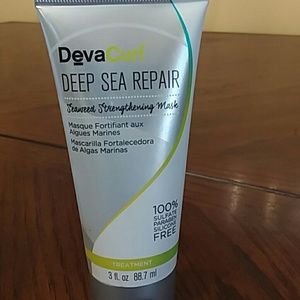 DevaCurl
DEEP SEA REPAIR
Seaweed Strengthening Mask
Masque Fortifiant aux
Algues Marines
Mascarilla Fortalecedora
de Algas Marinas
100%
SULFATE
PARABEN
SILICONE
FREE
TREATMENT
3 fl. oz 88.7 ml